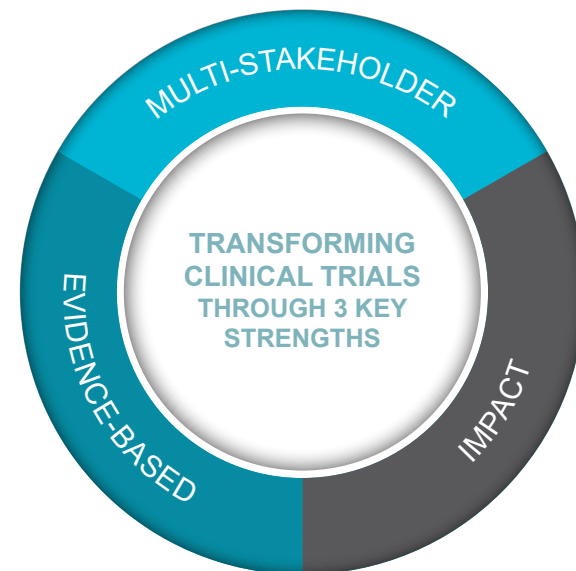 MULTI-STAKEHOLDER
TRANSFORMING
CLINICAL TRIALS
THROUGH 3 KEY
STRENGTHS
EVIDENCE-BASED
IMPACT